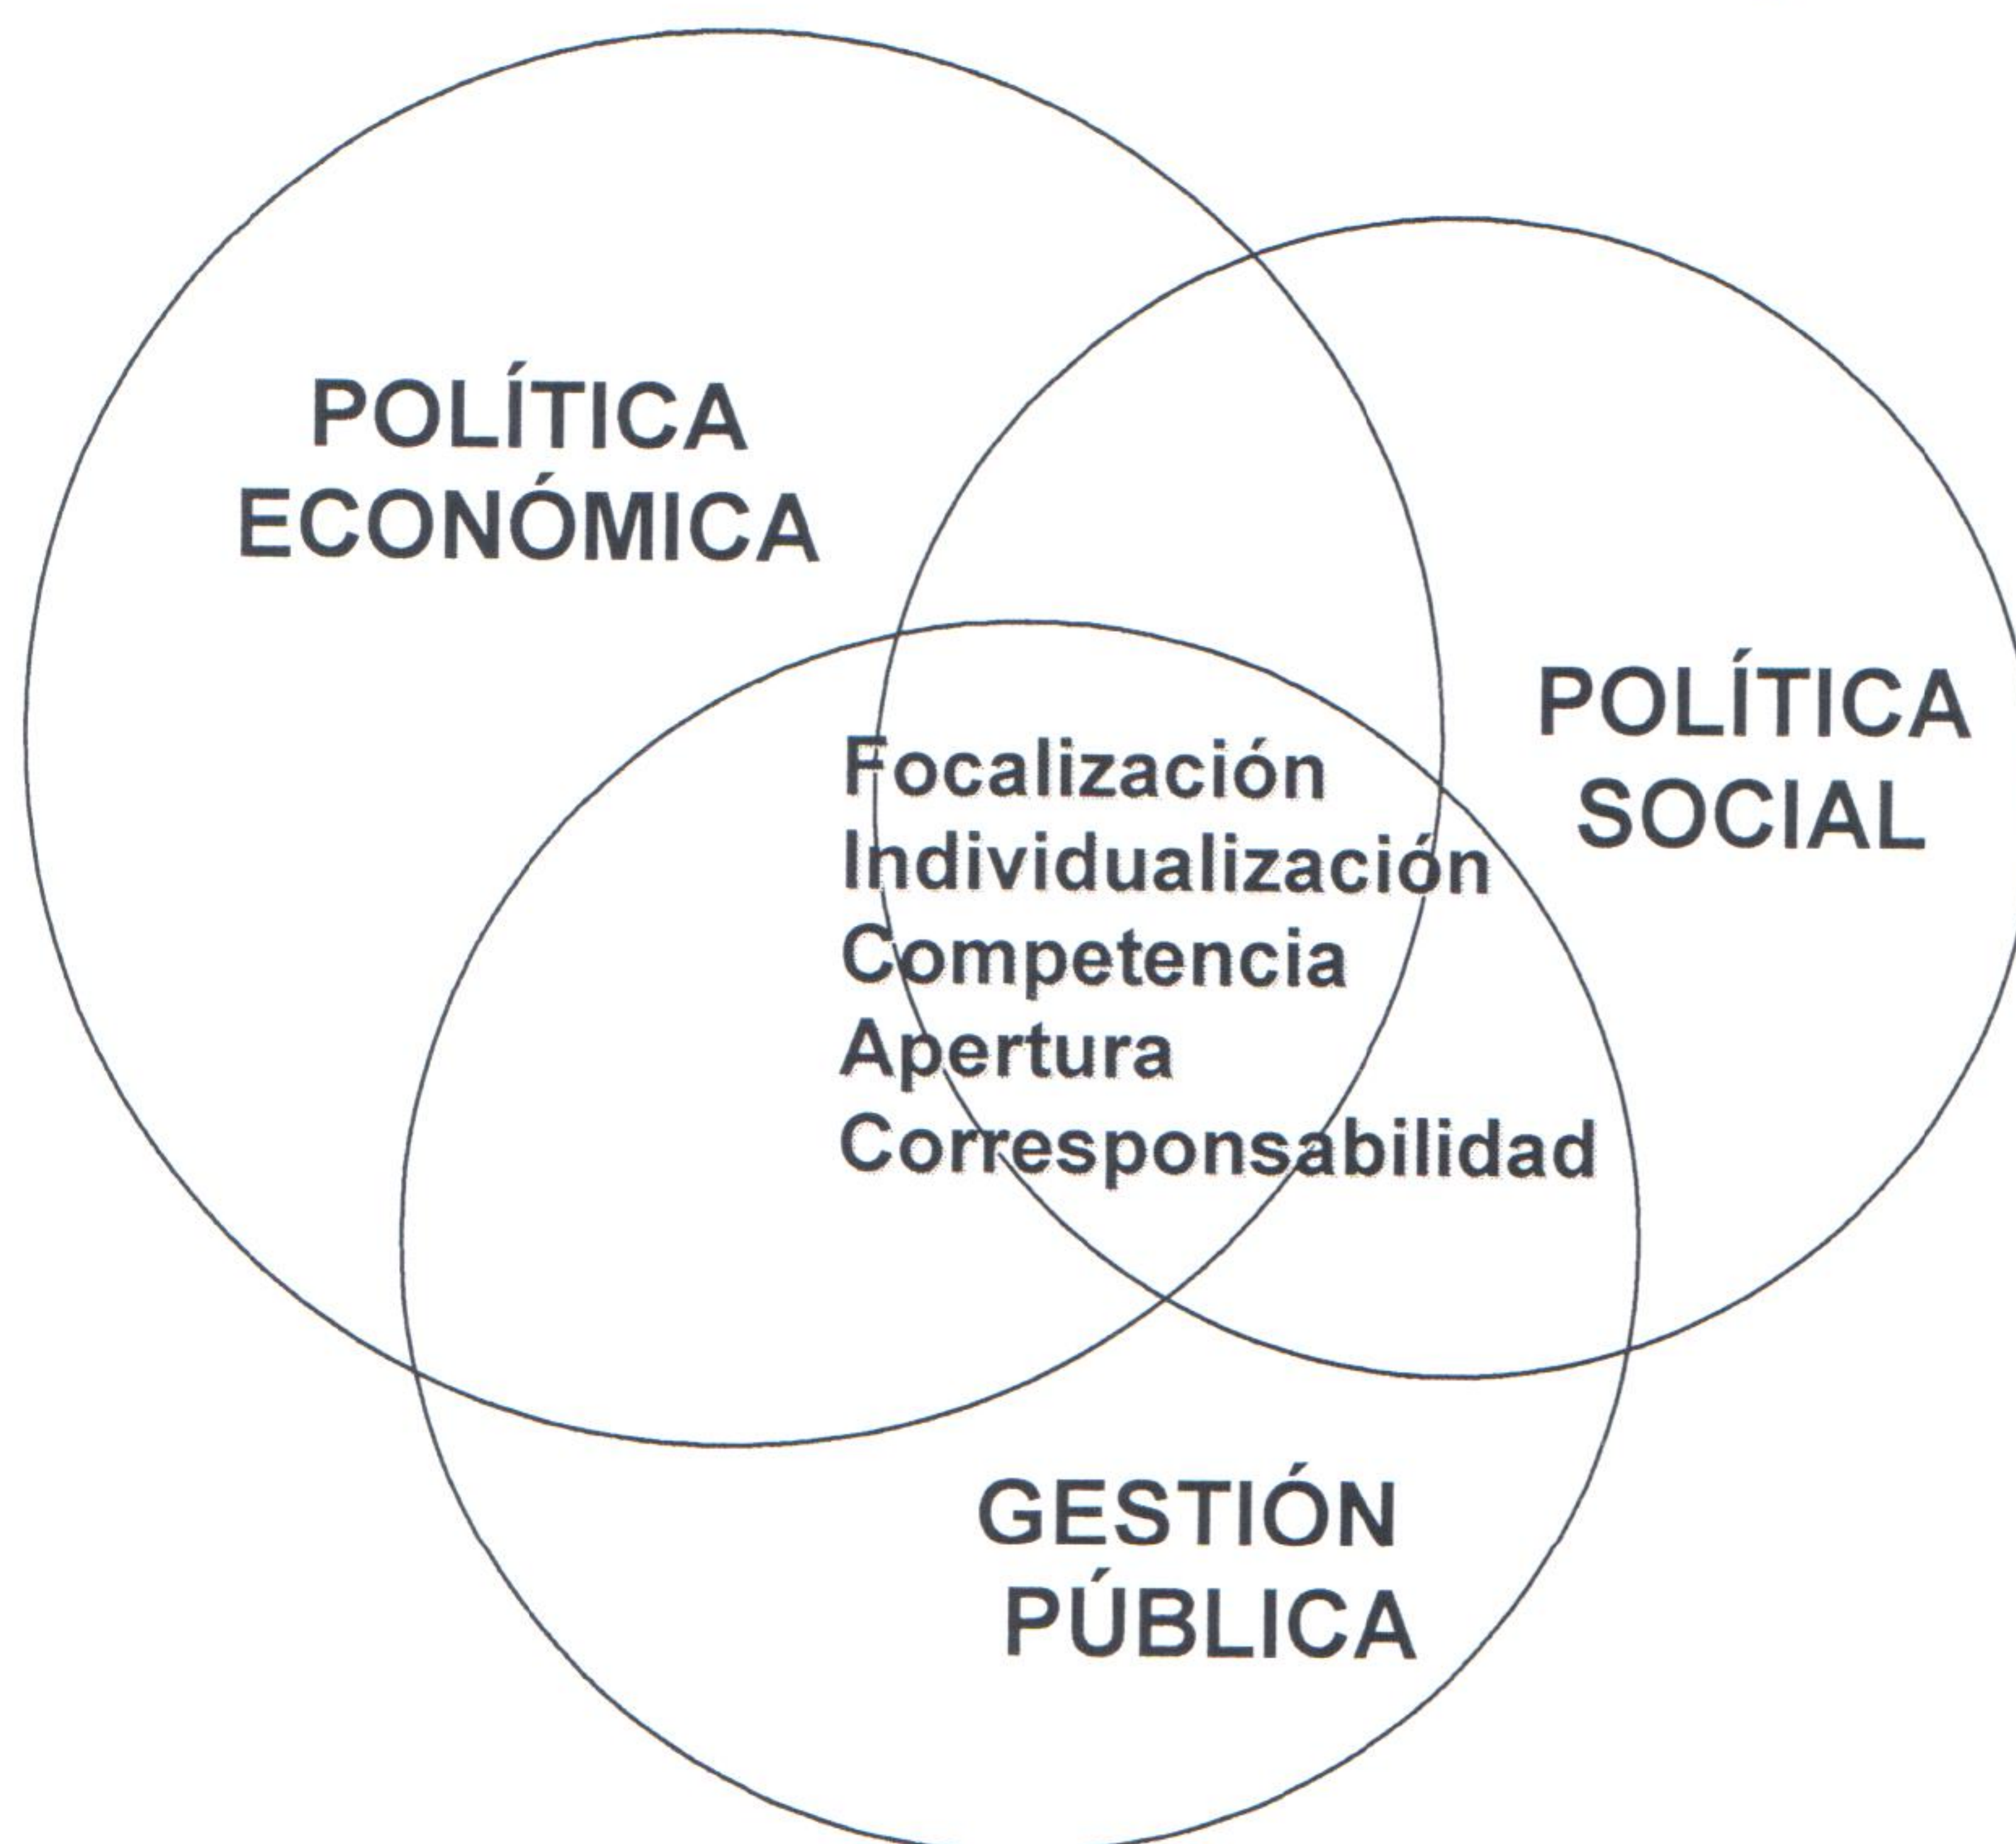 POLÍTICA
ECONÓMICA
POLÍTICA
SOCIAL
Focalización
Individualización
Competencia
Apertura
Corresponsabilidad
GESTIÓN
PÚBLICA